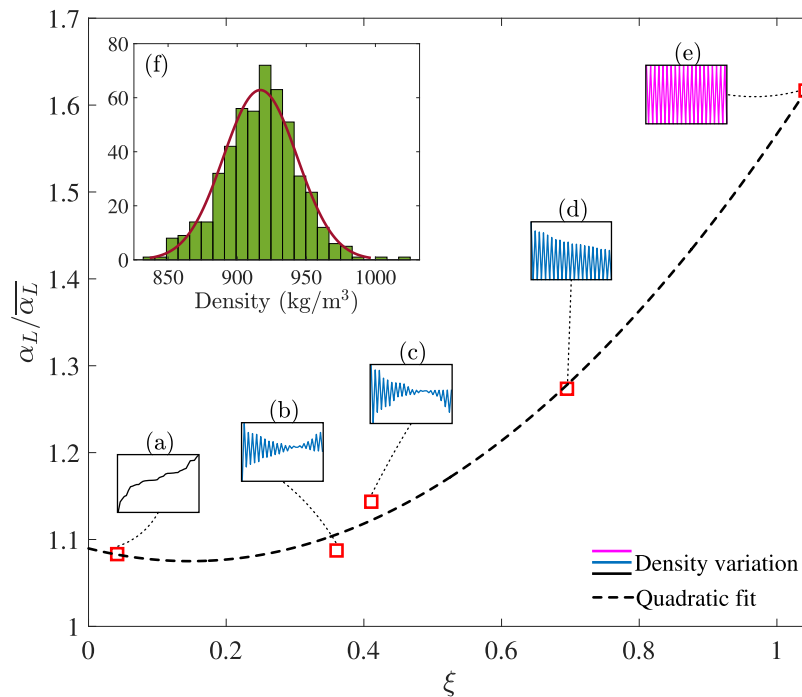 1.7
1.6
1.5
1.4
1.3
1.2
1.1
1
α_L/\overline{α_L}
0
0.2
0.4
0.6
0.8
1
ξ
(f)
80
60
40
20
0
850
900
950
1000
Density (kg/m³)
(a)
(b)
(c)
(d)
(e)
Density variation
Quadratic fit